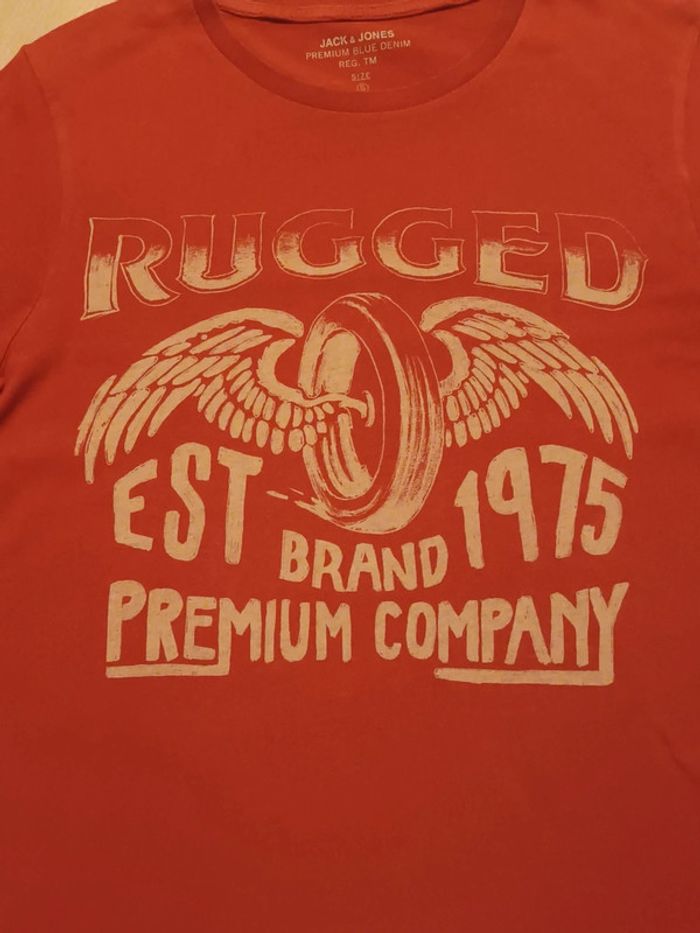 JACK & JONES
PREMIUM BLUE DENIM
REG. TM
SIZE
RUGGED
EST 1975
BRAND
PREMIUM COMPANY